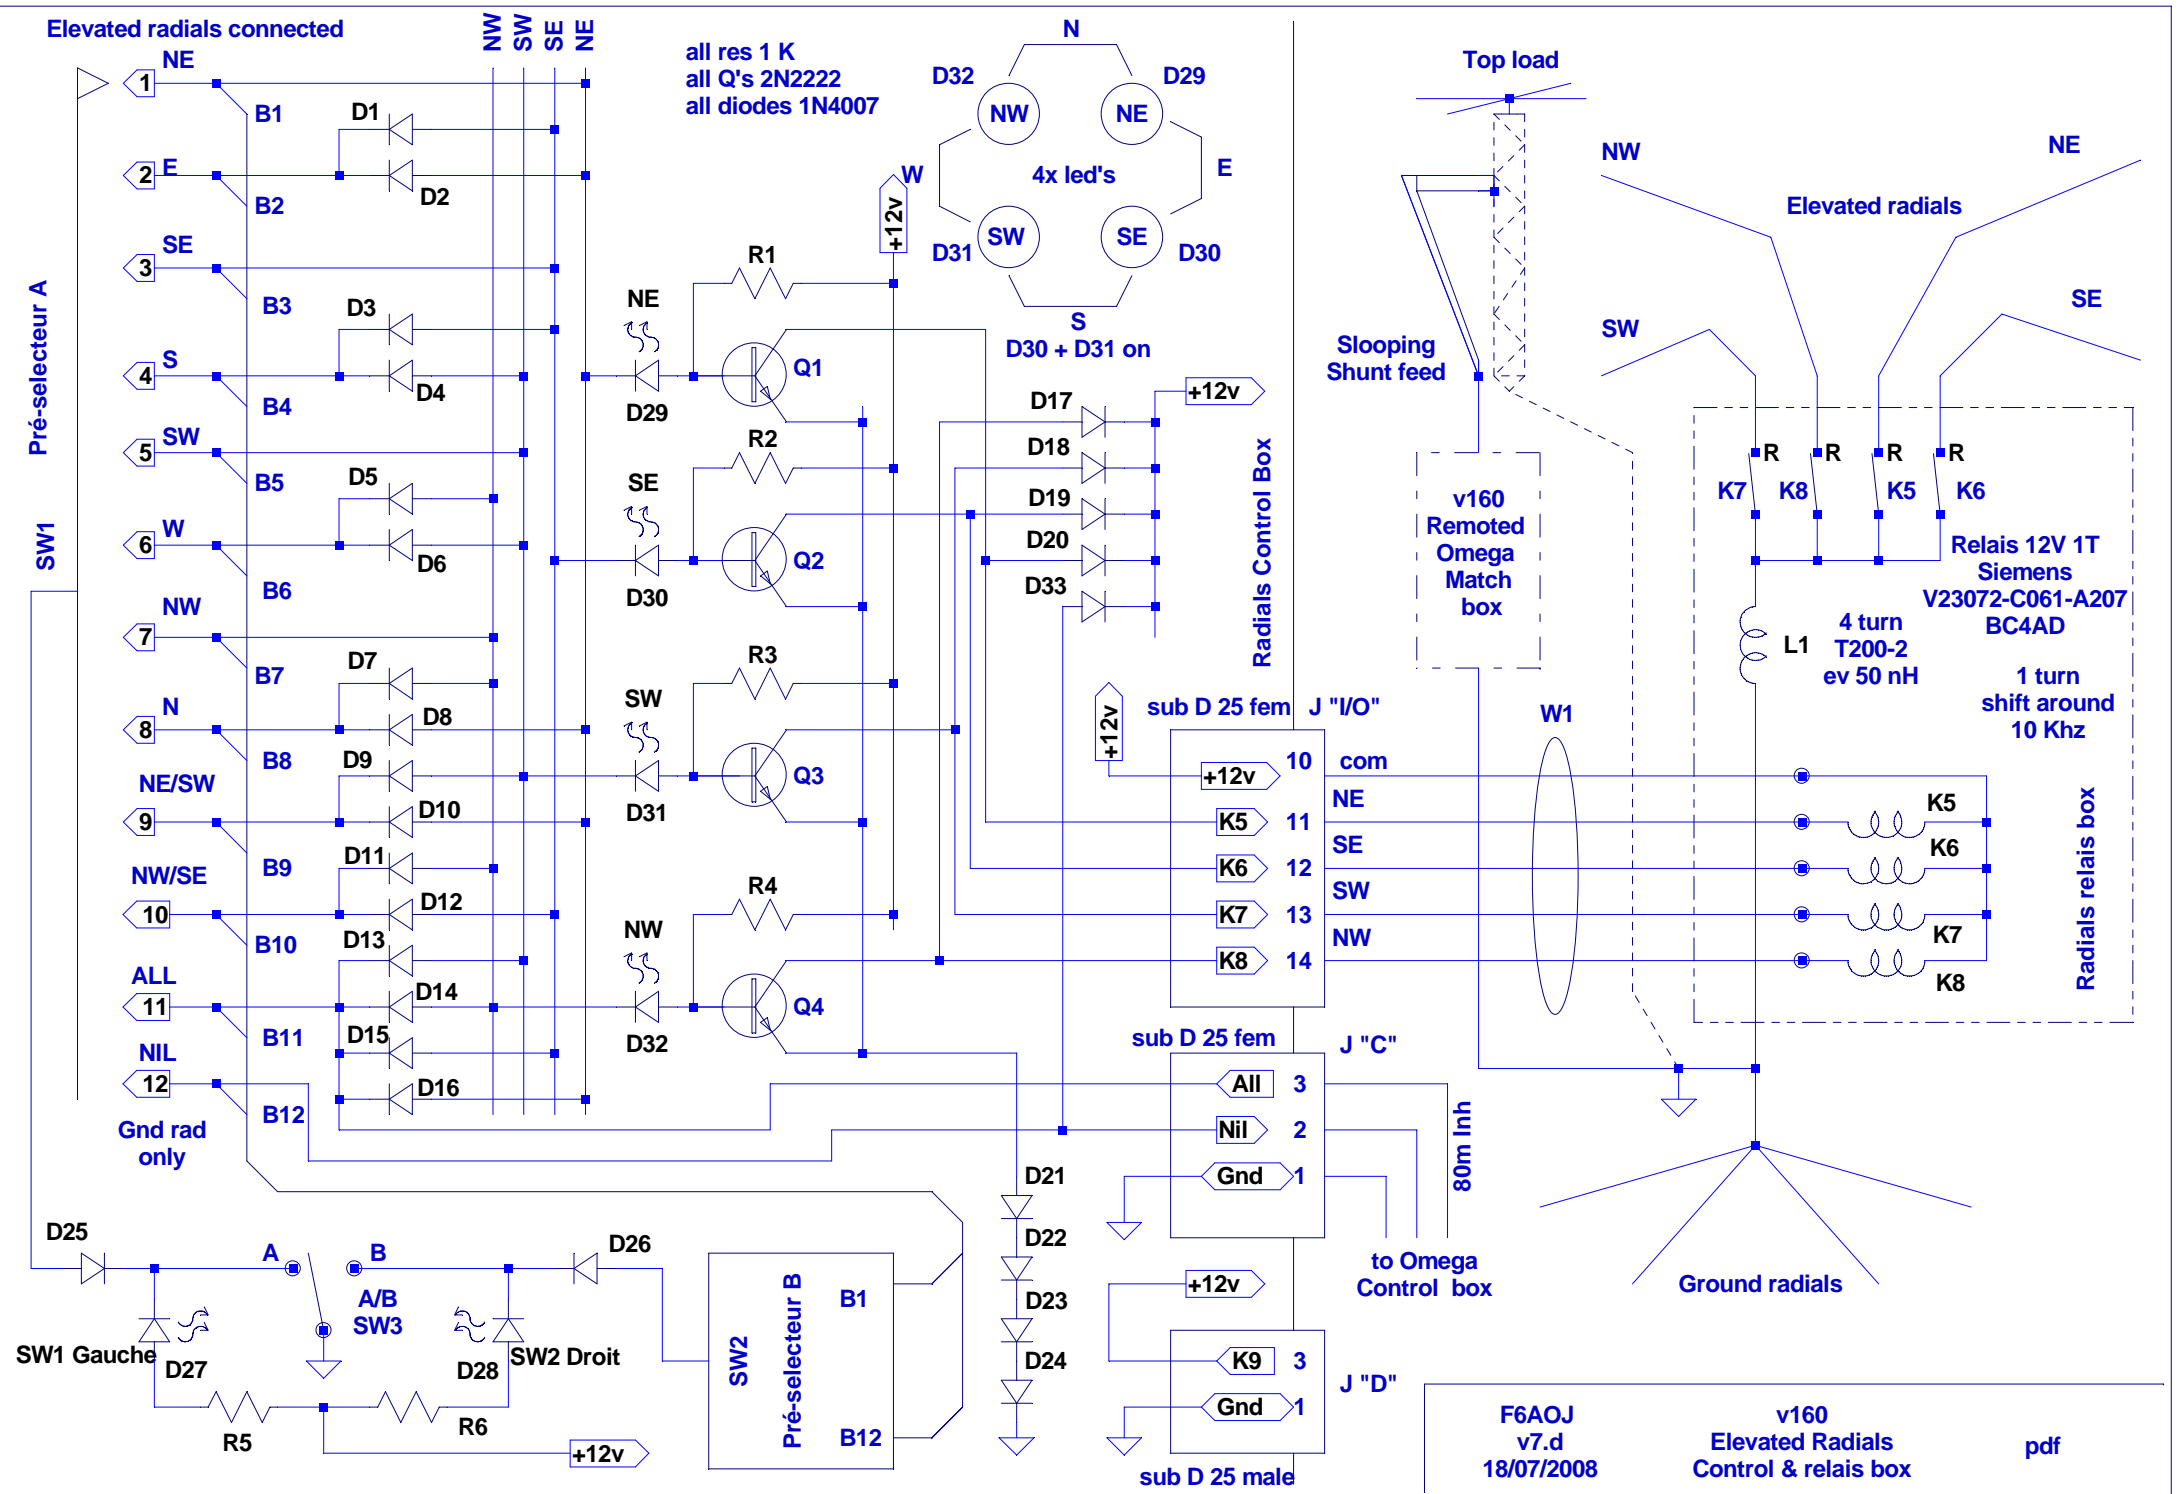 Elevated radials connected
NW
SW
SE
NE
all res 1 K
all Q's 2N2222
all diodes 1N4007
N
D32
D29
NW
NE
W
4x led's
E
SW
SE
D31
D30
S
D30 + D31 on
Top load
Slooping
Shunt feed
NW
NE
Elevated radials
SW
SE
Pré-selecteur A
SW1
1
NE
B1
2
E
B2
3
SE
B3
4
S
B4
5
SW
B5
6
W
B6
7
NW
B7
8
N
B8
NE/SW
9
B9
NW/SE
10
B10
ALL
11
B11
NIL
12
B12
Gnd rad
only
D1
D2
D3
D4
D5
D6
D7
D8
D9
D10
D11
D12
D13
D14
D15
D16
+12v
R1
NE
D29
Q1
R2
SE
D30
Q2
R3
SW
D31
Q3
R4
NW
D32
Q4
D17
D18
D19
D20
D33
+12v
Radials Control Box
v160
Remoted
Omega
Match
box
R
R
R
R
K7
K8
K5
K6
Relais 12V 1T
Siemens
V23072-C061-A207
BC4AD
L1
4 turn
T200-2
ev 50 nH
1 turn
shift around
10 Khz
Radials relais box
sub D 25 fem
J "I/O"
+12v
+12v
10
com
NE
K5
11
SE
K6
12
SW
K7
13
NW
K8
14
W1
K5
K6
K7
K8
sub D 25 fem
J "C"
All
3
Nil
2
Gnd
1
80m Inh
to Omega
Control box
Ground radials
D21
D22
D23
D24
+12v
K9
3
Gnd
1
J "D"
sub D 25 male
D25
A
B
D26
A/B
SW3
SW1 Gauche
D27
D28
SW2 Droit
R5
R6
+12v
SW2
Pré-selecteur B
B1
B12
F6AOJ
v7.d
18/07/2008
v160
Elevated Radials
Control & relais box
pdf